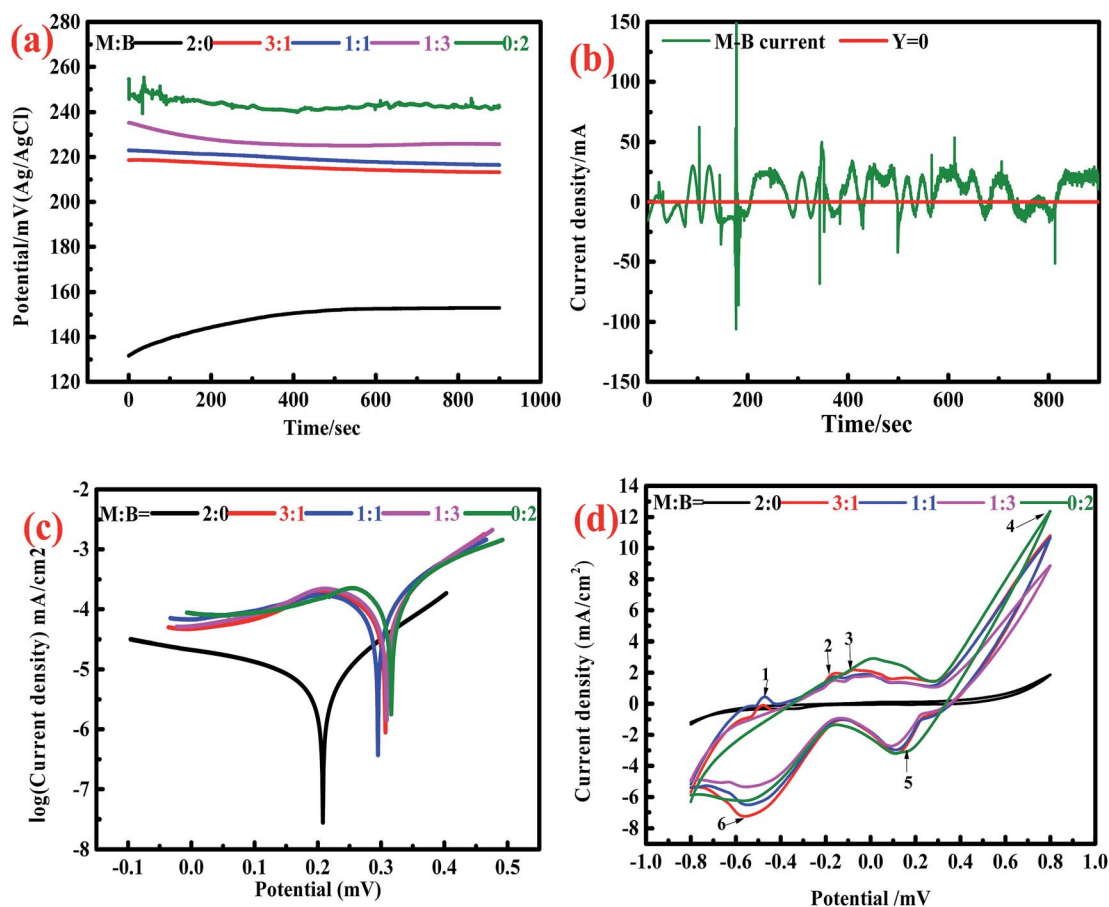 (a)
M:B 2:0 3:1 1:1 1:3 0:2
280
260
240
220
200
180
160
140
120
0 200 400 600 800 1000
Potential/mV(Ag/AgCl)
Time/sec
(b)
M-B current Y=0
150
100
50
0
-50
-100
-150
0 200 400 600 800
Current density/mA
Time/sec
(c)
M:B= 2:0 3:1 1:1 1:3 0:2
-2
-3
-4
-5
-6
-7
-8
-0.1 0.0 0.1 0.2 0.3 0.4 0.5
log(Current density) mA/cm2
Potential (mV)
(d)
M:B= 2:0 3:1 1:1 1:3 0:2
14
12
10
8
6
4
2
0
-2
-4
-6
-8
1
2
3
4
5
6
-1.0 -0.8 -0.6 -0.4 -0.2 0.0 0.2 0.4 0.6 0.8 1.0
Current density (mA/cm²)
Potential /mV